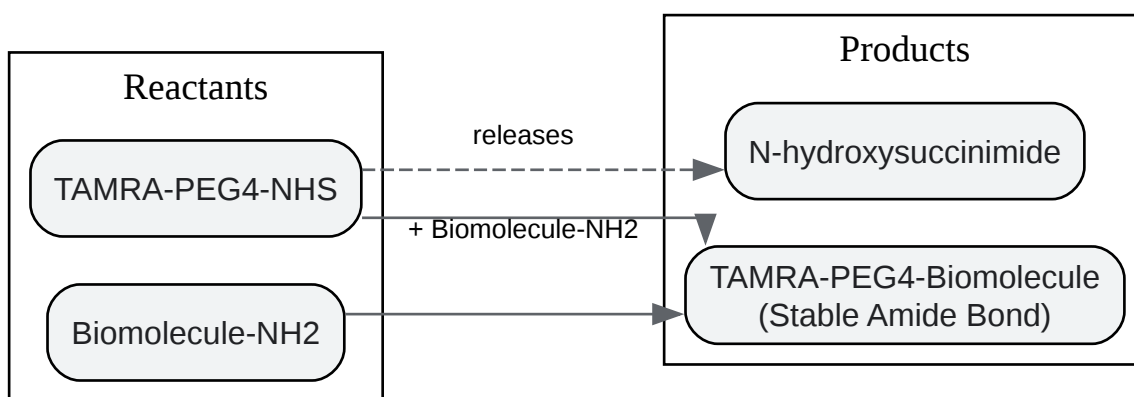 Reactants
TAMRA-PEG4-NHS
Biomolecule-NH2
releases
+ Biomolecule-NH2
Products
N-hydroxysuccinimide
TAMRA-PEG4-Biomolecule
(Stable Amide Bond)